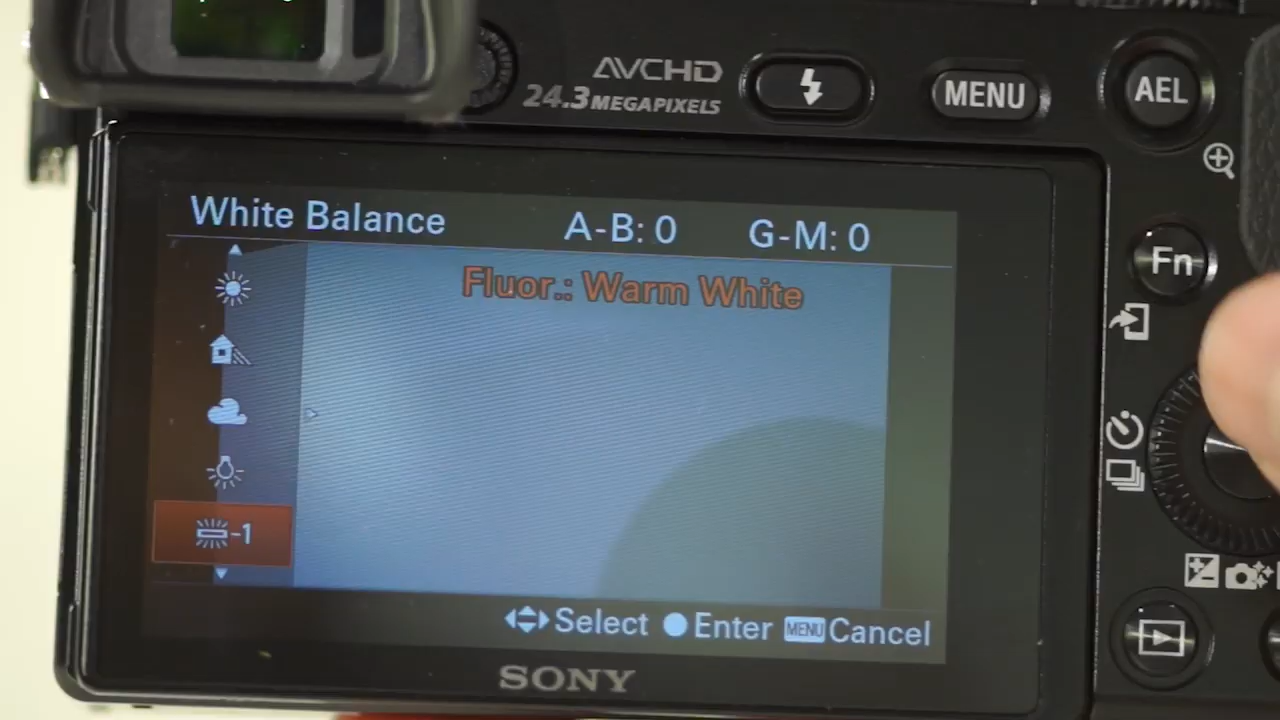 AVCHD
24.3 MEGAPIXELS
MENU
AEL
White Balance A-B: 0 G-M: 0
Fn
Fluor.: Warm White
-1
Select Enter MENU Cancel
SONY